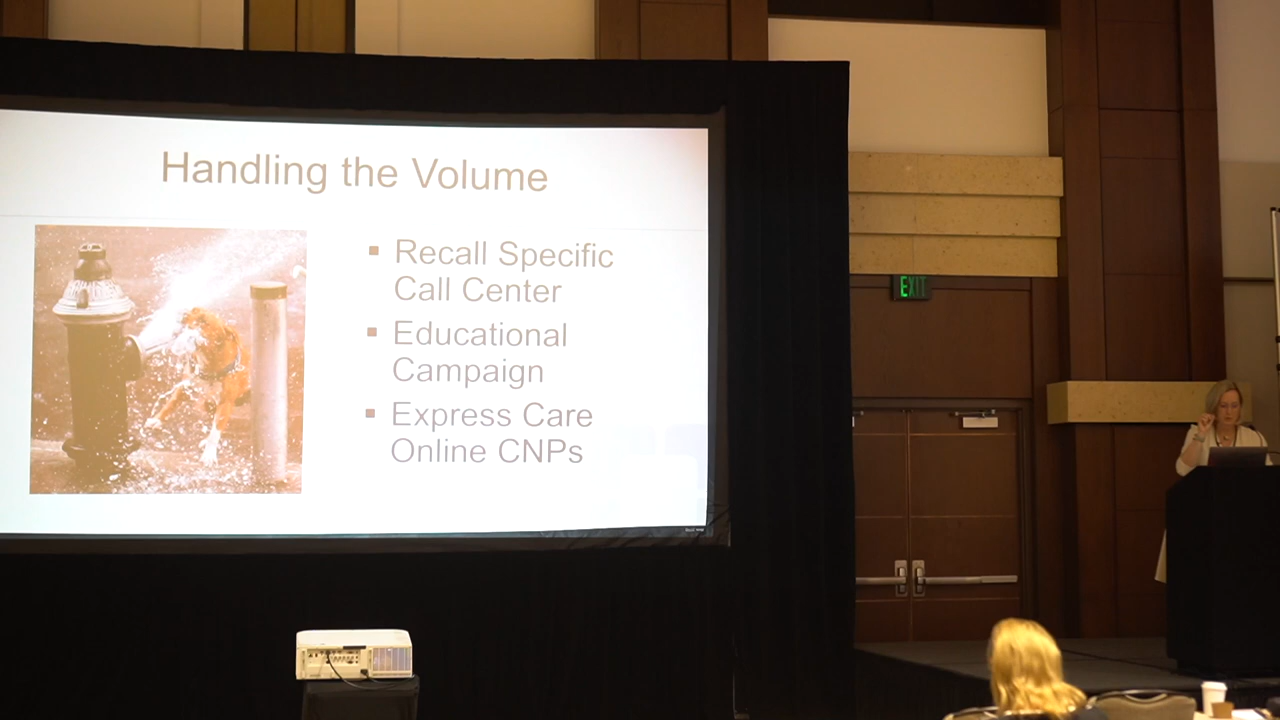 Handling the Volume
Recall Specific
Call Center
Educational
Campaign
Express Care
Online CNPs
EXIT